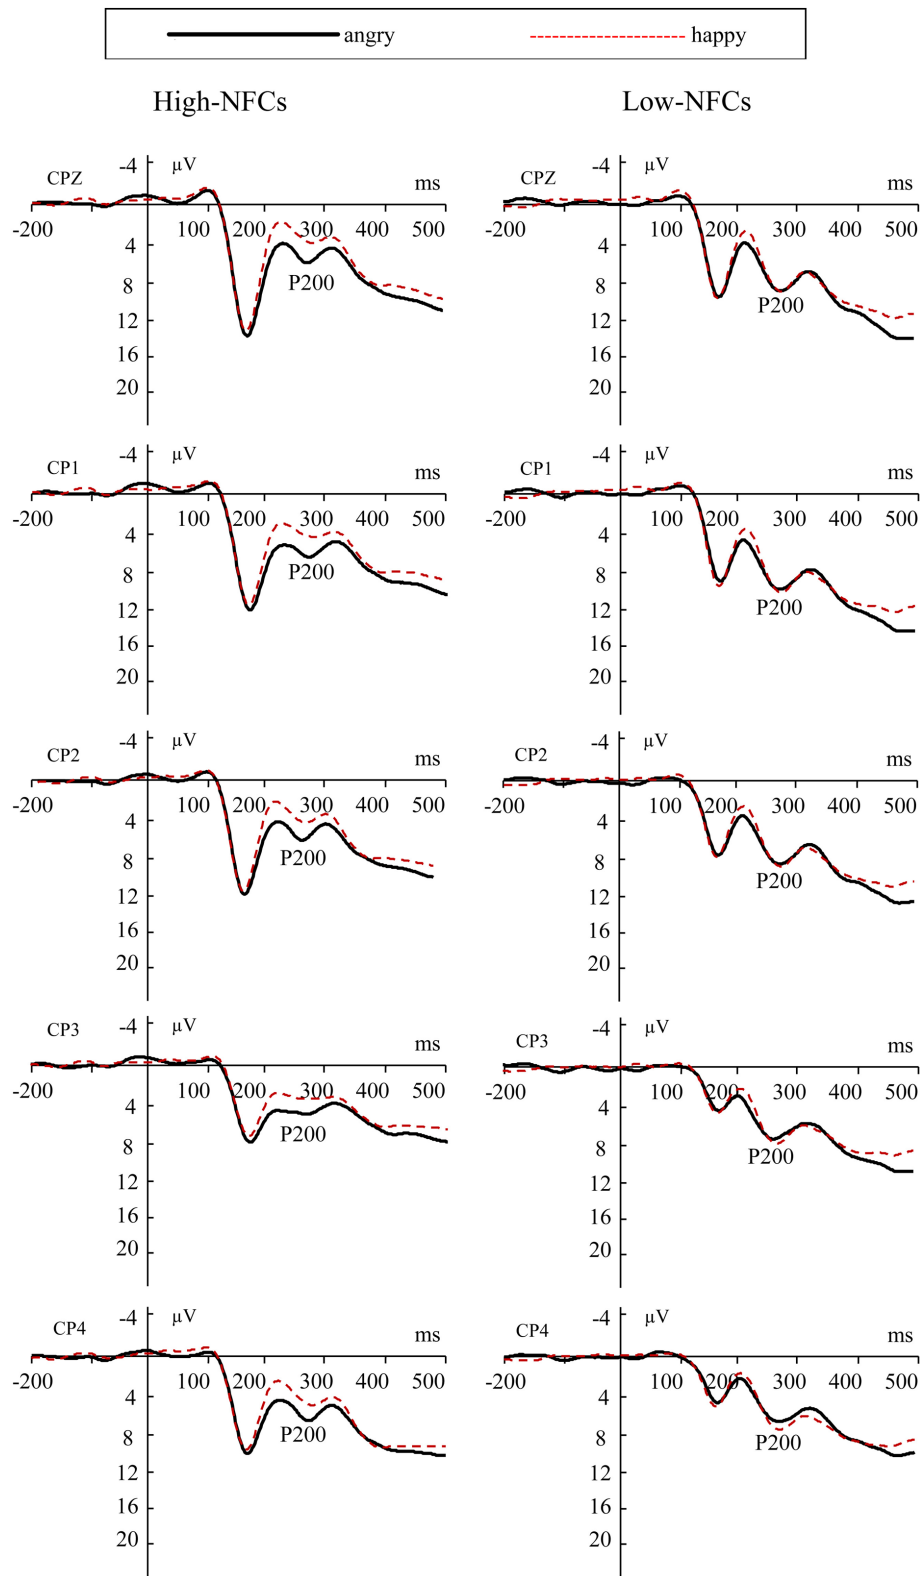 angry happy
High-NFCs Low-NFCs
CPZ -4 µV ms CPZ -4 µV ms
-200 100 200 300 400 500 -200 100 200 300 400 500
4 4
8 P200 8 P200
12 12
16 16
20 20
CP1 -4 µV ms CP1 -4 µV ms
-200 100 200 300 400 500 -200 100 200 300 400 500
4 4
8 P200 8
12 12 P200
16 16
20 20
CP2 -4 µV ms CP2 -4 µV ms
-200 100 200 300 400 500 -200 100 200 300 400 500
4 4
8 P200 8 P200
12 12
16 16
20 20
CP3 -4 µV ms CP3 -4 µV ms
-200 100 200 300 400 500 -200 100 200 300 400 500
4 4
8 P200 8 P200
12 12
16 16
20 20
CP4 -4 µV ms CP4 -4 µV ms
-200 100 200 300 400 500 -200 100 200 300 400 500
4 4
8 P200 8 P200
12 12
16 16
20 20